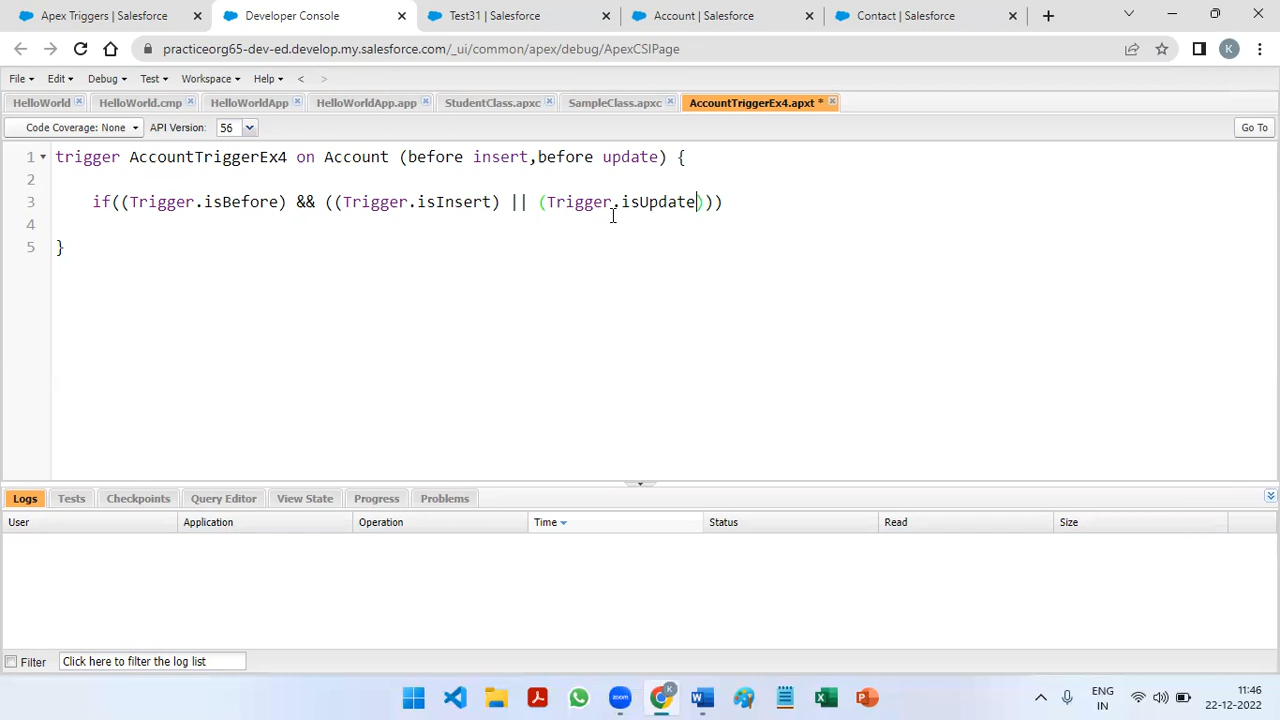 Apex Triggers | Salesforce
Developer Console
Test31 | Salesforce
Account | Salesforce
Contact | Salesforce
practiceorg65-dev-ed.develop.my.salesforce.com/_ui/common/apex/debug/ApexCSIPage
K
File Edit Debug Test Workspace Help < >
HelloWorld HelloWorld.cmp HelloWorldApp HelloWorldApp.app StudentClass.apxc SampleClass.apxc AccountTriggerEx4.apxt *
Code Coverage: None API Version: 56 Go To
1 trigger AccountTriggerEx4 on Account (before insert,before update) {
2
3 if((Trigger.isBefore) && ((Trigger.isInsert) || (Trigger.isUpdate)))
4
5 }
Logs Tests Checkpoints Query Editor View State Progress Problems
User Application Operation Time Status Read Size
Filter Click here to filter the log list
K
ENG
IN
11:46
22-12-2022